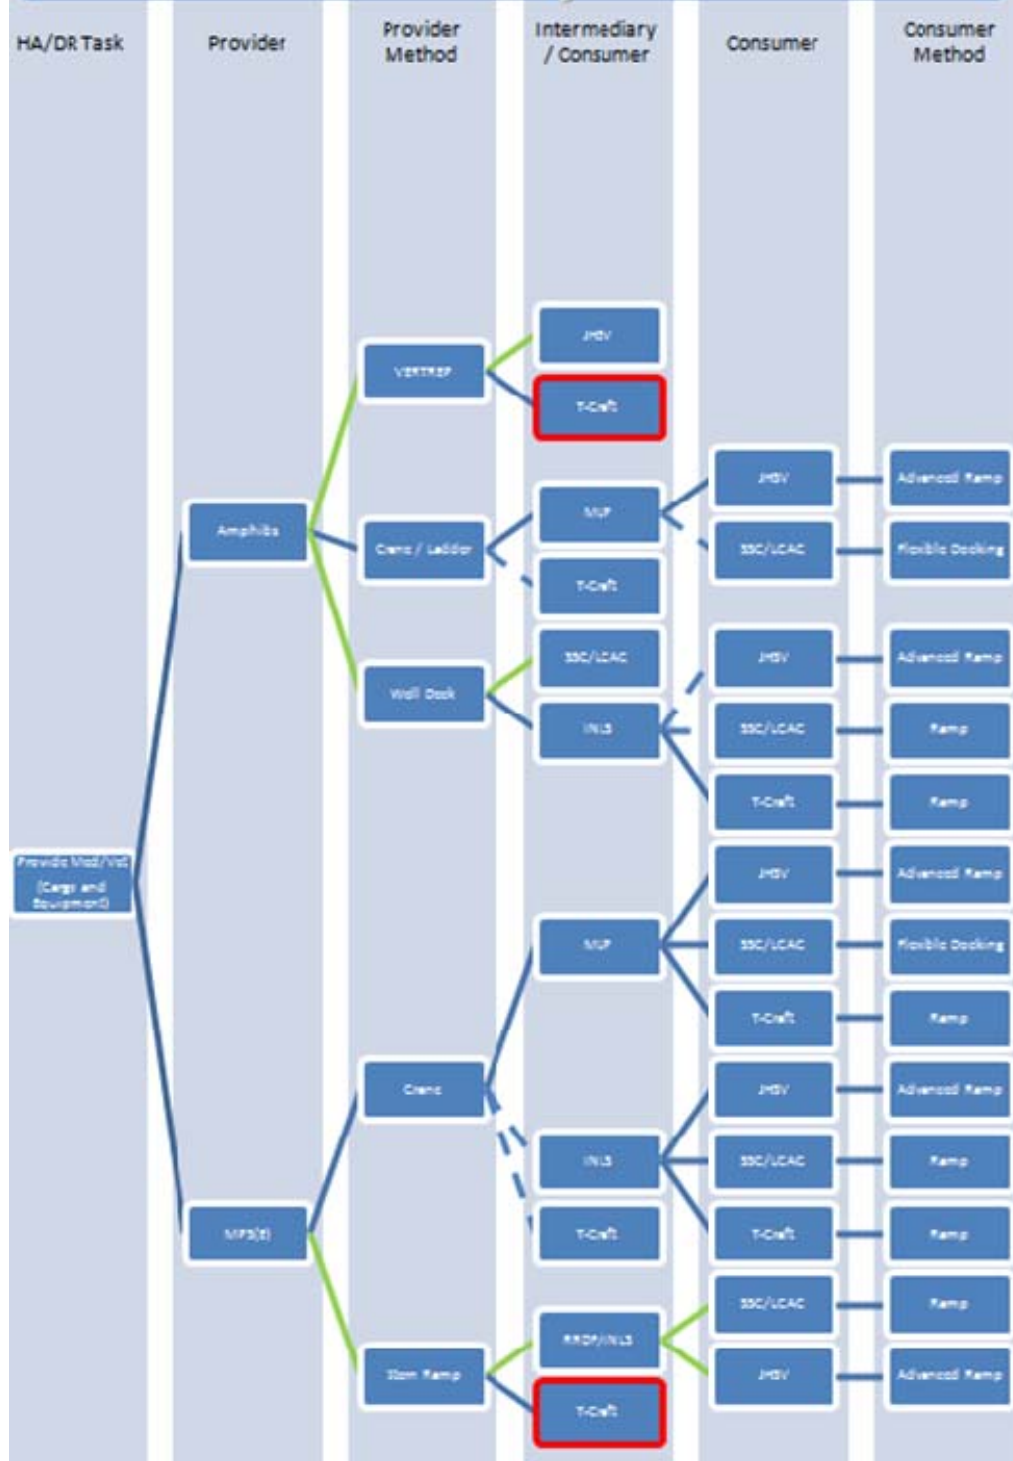 HA/DR Task
Provider
Provider
Method
Intermediary
/ Consumer
Consumer
Consumer
Method
JHSV
VERTREP
T-Craft
JHSV
Advanced Ramp
MLP
Amphibs
Crane / Ladder
SSC/LCAC
Flexible Docking
T-Craft
SSC/LCAC
JHSV
Advanced Ramp
Well Deck
INLS
SSC/LCAC
Ramp
T-Craft
Ramp
Provide Med/Vet
(Cargo and
Equipment)
JHSV
Advanced Ramp
MLP
SSC/LCAC
Flexible Docking
T-Craft
Ramp
Crane
JHSV
Advanced Ramp
INLS
SSC/LCAC
Ramp
MPS(E)
T-Craft
T-Craft
Ramp
SSC/LCAC
Ramp
RRDF/INLS
Stern Ramp
JHSV
Advanced Ramp
T-Craft